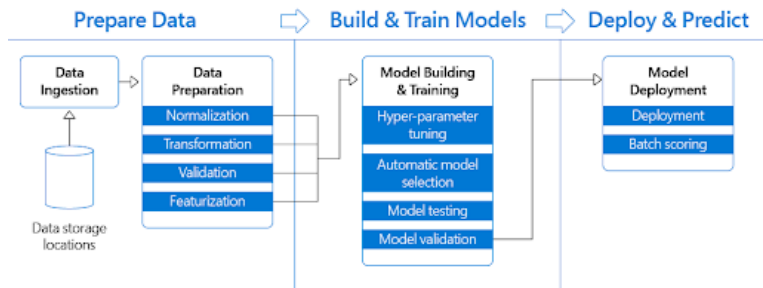 Prepare Data
Build & Train Models
Deploy & Predict
Data
Ingestion
Data storage
locations
Data
Preparation
Normalization
Transformation
Validation
Featurization
Model Building
& Training
Hyper-parameter
tuning
Automatic model
selection
Model testing
Model validation
Model
Deployment
Deployment
Batch scoring